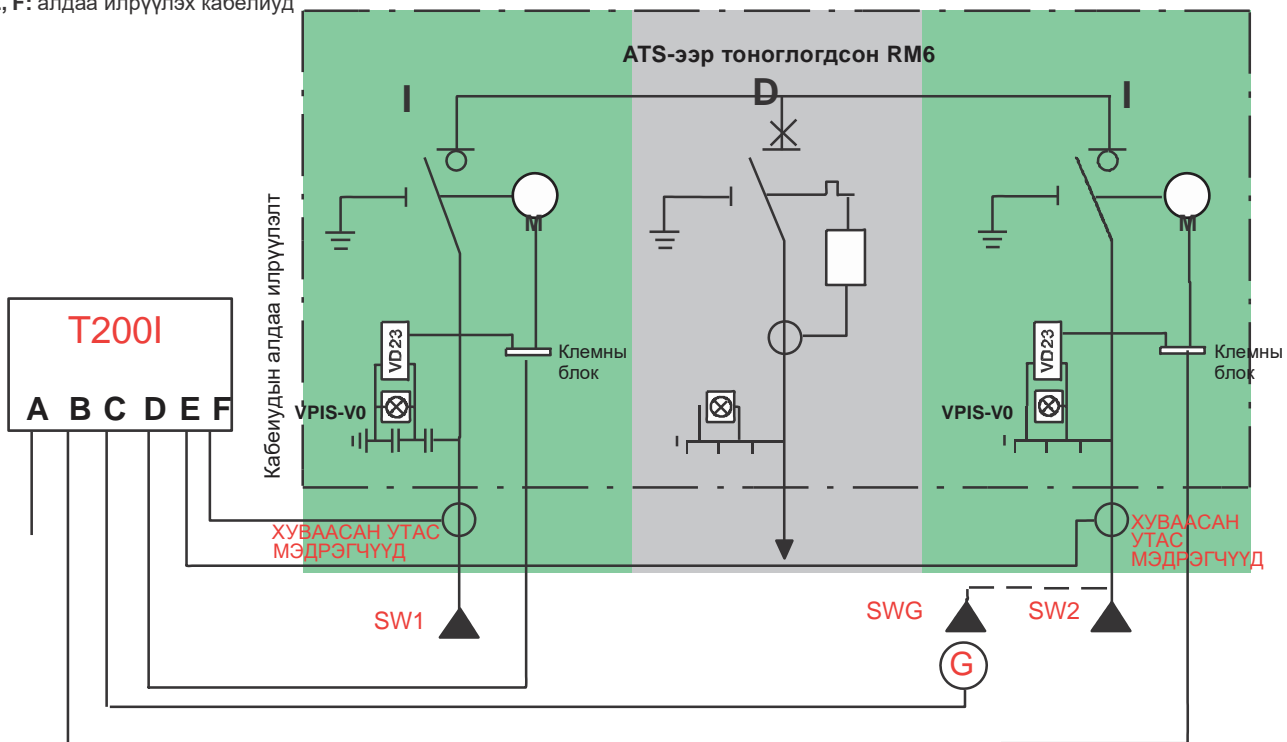 , F: алдаа илрүүлэх кабелиуд
ATS-ээр тоноглогдсон RM6
I
D
I
Кабеиудын алдаа илрүүлэлт
M
M
T200I
VD23
Клемны
блок
VD23
Клемны
блок
A B C D E F
VPIS-V0
VPIS-V0
ХУВААСАН УТАС
МЭДРЭГЧҮҮД
ХУВААСАН
УТАС
МЭДРЭГЧҮҮД
SW1
SWG
SW2
G